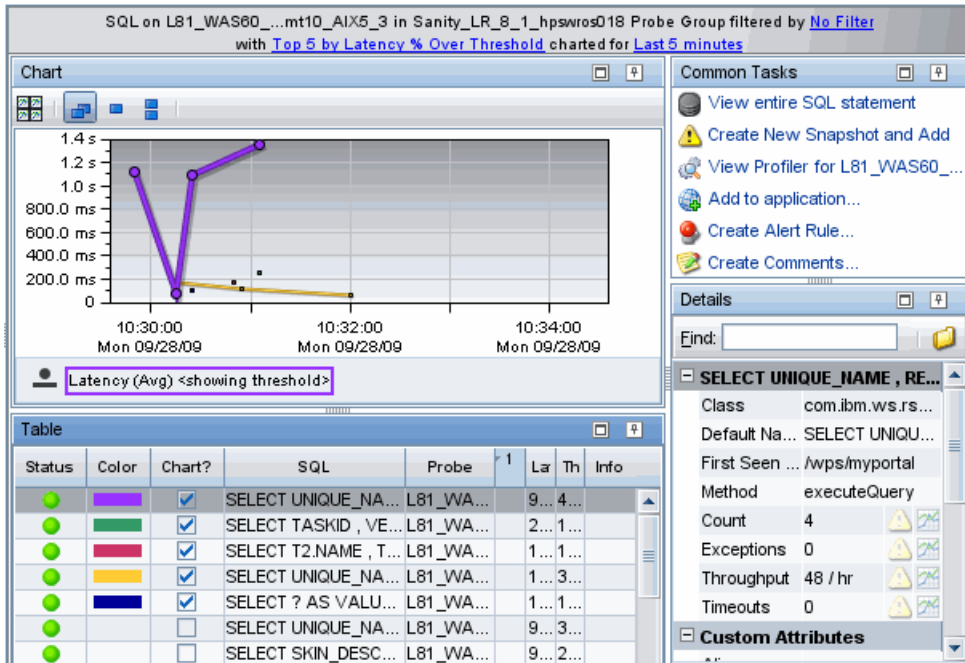 SQL on L81_WAS60_...mt10_AIX5_3 in Sanity_LR_8_1_hpswros018 Probe Group filtered by No Filter
with Top 5 by Latency % Over Threshold charted for Last 5 minutes
Chart
1.4 s
1.2 s
1.0 s
800.0 ms
600.0 ms
400.0 ms
200.0 ms
0
10:30:00 10:32:00 10:34:00
Mon 09/28/09 Mon 09/28/09 Mon 09/28/09
Latency (Avg) <showing threshold>
Table
Status Color Chart? SQL Probe 1 La Th Info
SELECT UNIQUE_NA... L81_WA... 9... 4...
SELECT TASKID , VE... L81_WA... 2... 1...
SELECT T2.NAME , T... L81_WA... 1... 1...
SELECT UNIQUE_NA... L81_WA... 1... 3...
SELECT ? AS VALU... L81_WA... 1... 1...
SELECT UNIQUE_NA... L81_WA... 9... 3...
SELECT SKIN_DESC... L81_WA... 9... 2...
Common Tasks
View entire SQL statement
Create New Snapshot and Add
View Profiler for L81_WAS60_...
Add to application...
Create Alert Rule...
Create Comments...
Details
Find:
SELECT UNIQUE_NAME , RE...
Class com.ibm.ws.rs...
Default Na... SELECT UNIQU...
First Seen ... /wps/myportal
Method executeQuery
Count 4
Exceptions 0
Throughput 48 / hr
Timeouts 0
Custom Attributes